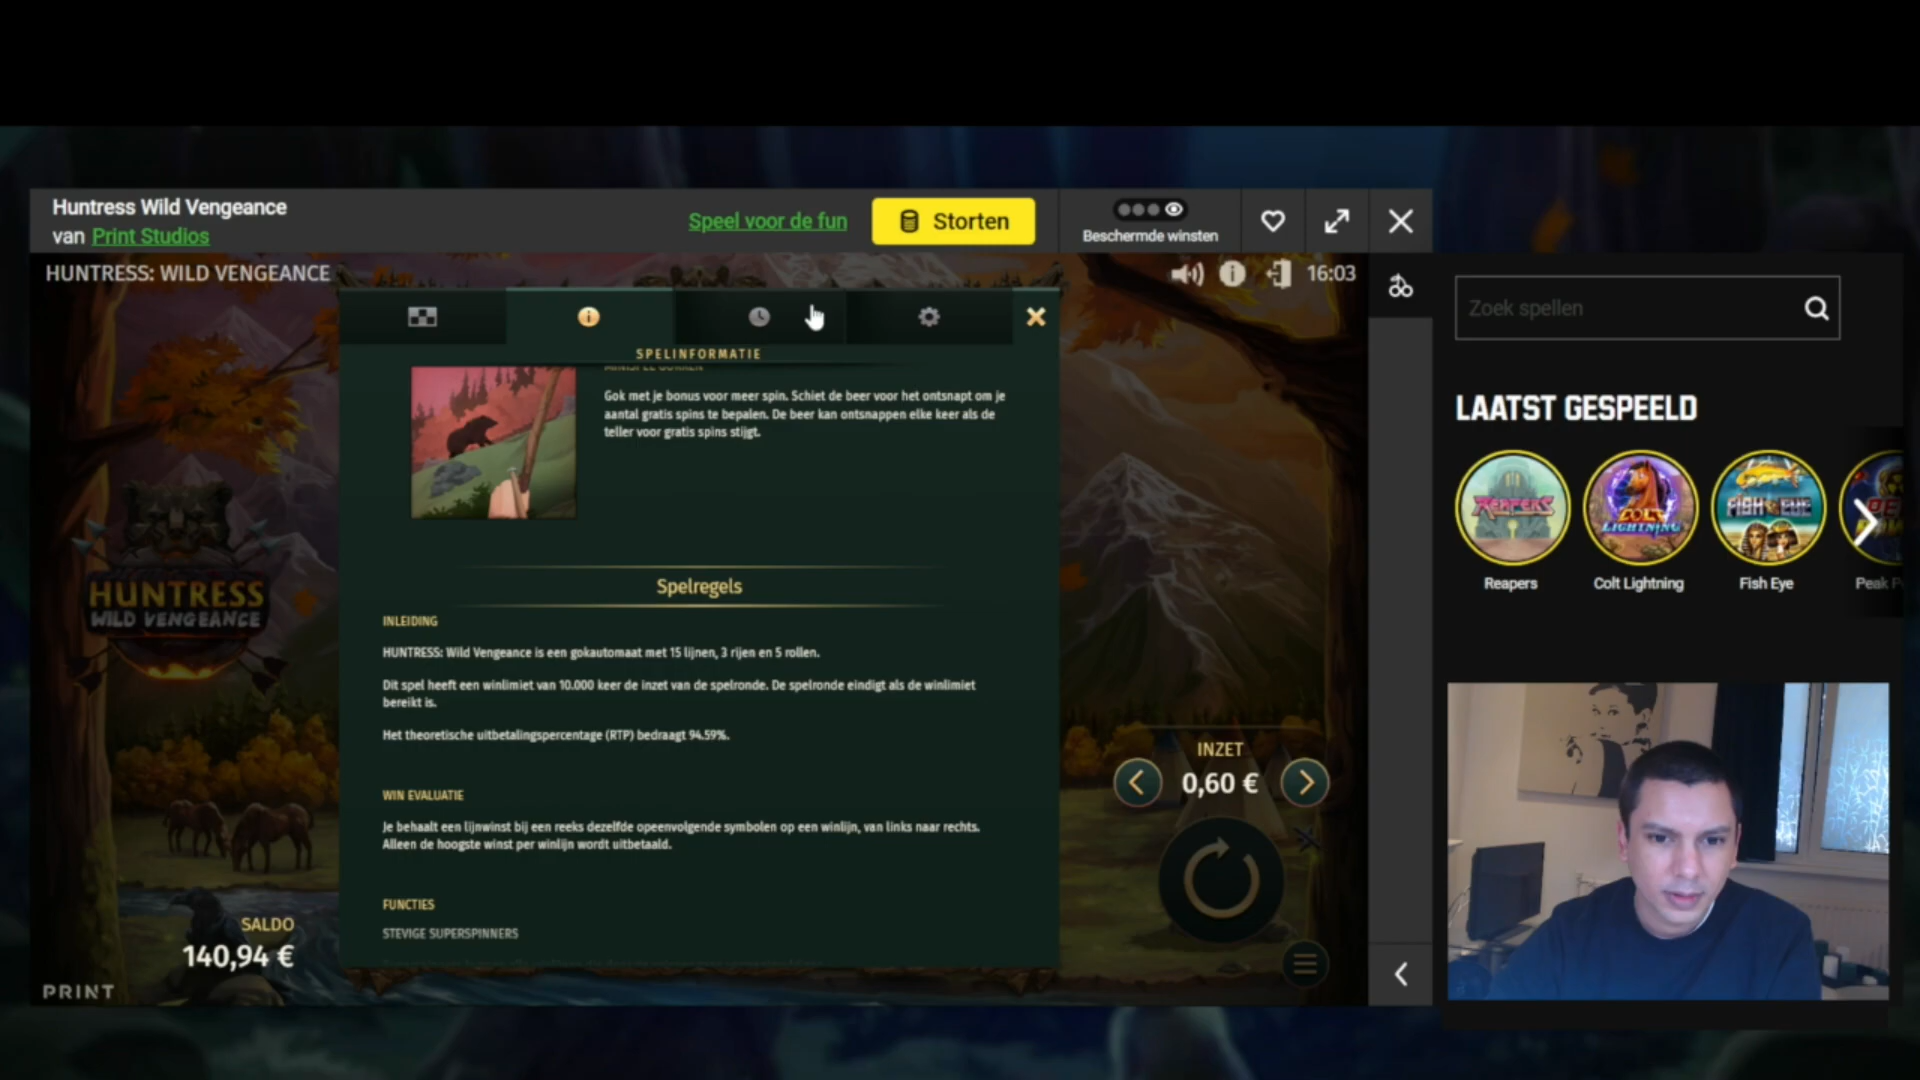 Huntress Wild Vengeance
van Print Studios
Speel voor de fun
Storten
Beschermde winsten
HUNTRESS: WILD VENGEANCE
16:03
SPELINFORMATIE
Gok met je bonus voor meer spin. Schiet de beer voor het ontsnapt om je
aantal gratis spins te bepalen. De beer kan ontsnappen elke keer als de
teller voor gratis spins stijgt.
Spelregels
INLEIDING
HUNTRESS: Wild Vengeance is een gokautomaat met 15 lijnen, 3 rijen en 5 rollen.
Dit spel heeft een winlimiet van 10.000 keer de inzet van de spelronde. De spelronde eindigt als de winlimiet
bereikt is.
Het theoretische uitbetalingspercentage (RTP) bedraagt 94.59%.
WIN EVALUATIE
Je behaalt een lijnwinst bij een reeks dezelfde opeenvolgende symbolen op een winlijn, van links naar rechts.
Alleen de hoogste winst per winlijn wordt uitbetaald.
FUNCTIES
STEVIGE SUPERSPINNERS
HUNTRESS
WILD VENGEANCE
SALDO
140,94 €
PRINT
INZET
0,60 €
Zoek spellen
LAATST GESPEELD
REAPERS
COLT
LIGHTNING
FISH EYE
Reapers
Colt Lightning
Fish Eye
Peak